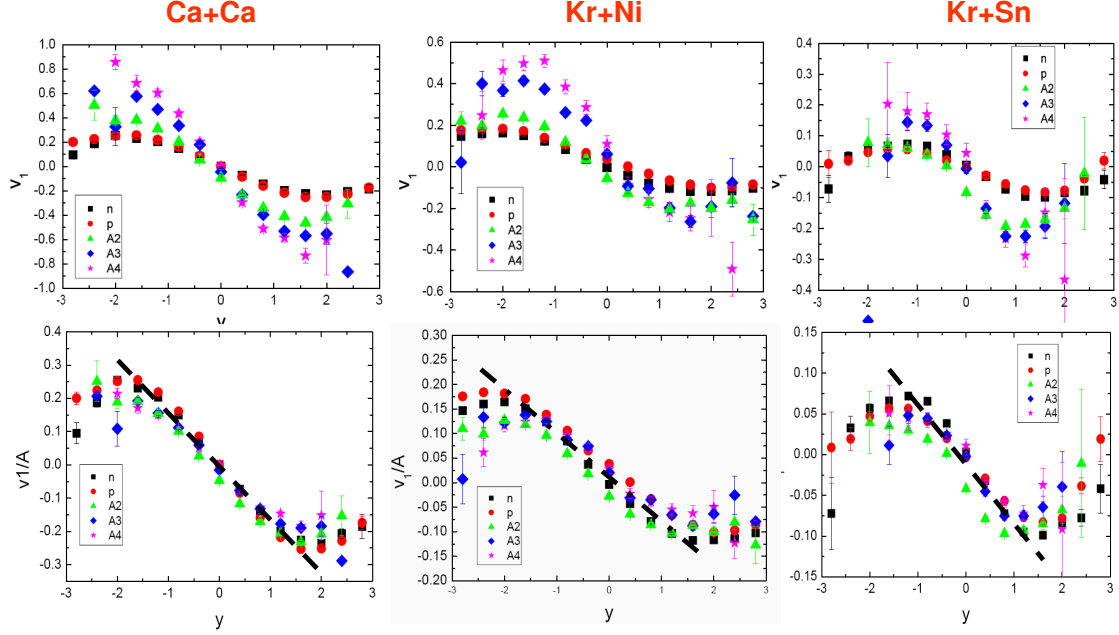 Ca+Ca Kr+Ni Kr+Sn
1.0
0.8
0.6
0.4
0.2
0.0
-0.2
-0.4
-0.6
-0.8
-1.0
v1
n
p
A2
A3
A4
-3 -2 -1 0 1 2 3
y
0.6
0.4
0.2
0.0
-0.2
-0.4
-0.6
v1
n
p
A2
A3
A4
-3 -2 -1 0 1 2 3
0.4
0.3
0.2
0.1
0.0
-0.1
-0.2
-0.3
-0.4
v1
n
p
A2
A3
A4
-3 -2 -1 0 1 2 3
0.4
0.3
0.2
0.1
0.0
-0.1
-0.2
-0.3
v1/A
n
p
A2
A3
A4
-3 -2 -1 0 1 2 3
y
0.30
0.25
0.20
0.15
0.10
0.05
0.00
-0.05
-0.10
-0.15
-0.20
v1/A
n
p
A2
A3
A4
-3 -2 -1 0 1 2 3
y
0.15
0.10
0.05
0.00
-0.05
-0.10
-0.15
n
p
A2
A3
A4
-3 -2 -1 0 1 2 3
y